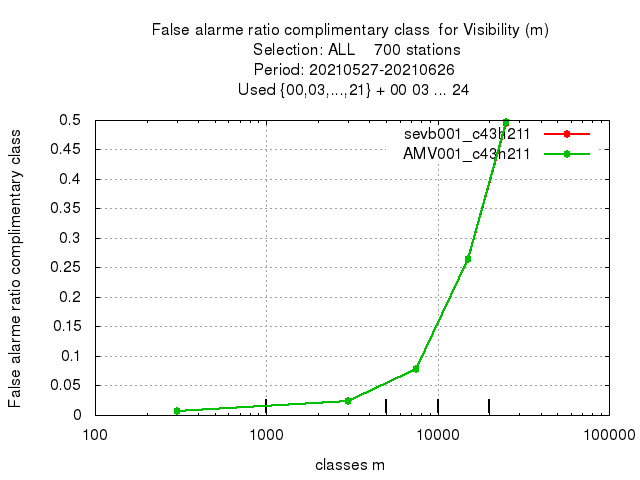 False alarme ratio complimentary class for Visibility (m)
Selection: ALL 700 stations
Period: 20210527-20210626
Used {00,03,...,21} + 00 03 ... 24
False alarme ratio complimentary class
0.5
0.45
0.4
0.35
0.3
0.25
0.2
0.15
0.1
0.05
0
sevb001_c43h211
AMV001_c43h211
100
1000
10000
100000
classes m